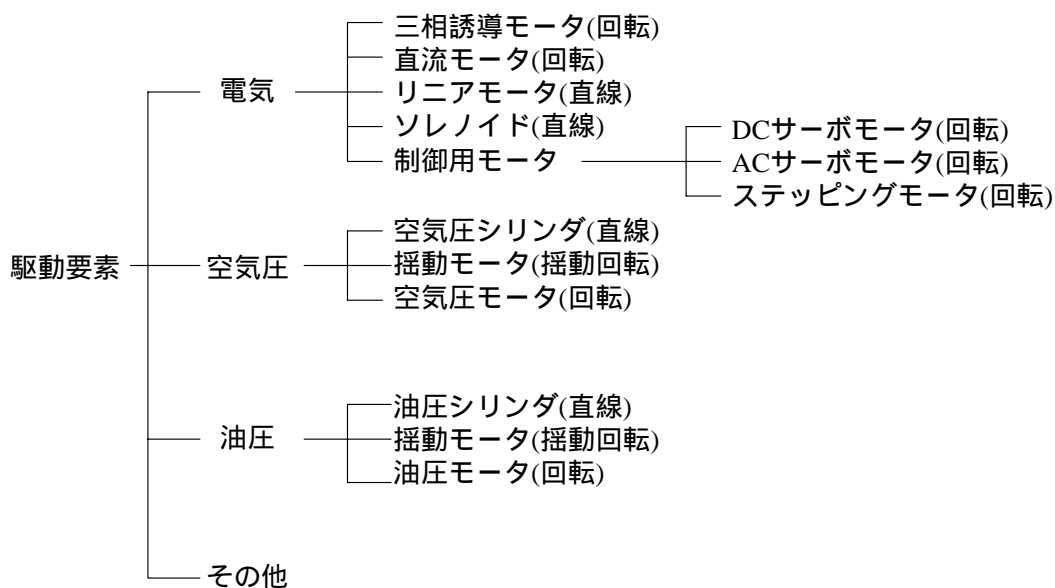 三相誘導モータ(回転)
直流モータ(回転)
電気
リニアモータ(直線)
ソレノイド(直線)
制御用モータ
DCサーボモータ(回転)
ACサーボモータ(回転)
ステッピングモータ(回転)
駆動要素
空気圧
空気圧シリンダ(直線)
揺動モータ(揺動回転)
空気圧モータ(回転)
油圧
油圧シリンダ(直線)
揺動モータ(揺動回転)
油圧モータ(回転)
その他